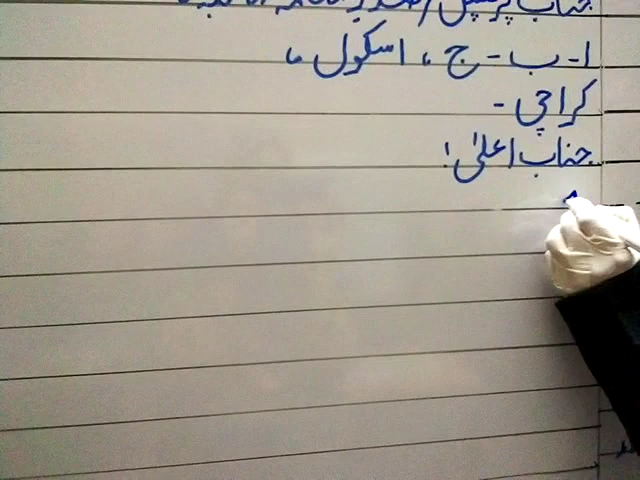 جناب پرنسپل /
ا - ب - ج ، اسکول ،
کراچی -
جناب اعلیٰ !